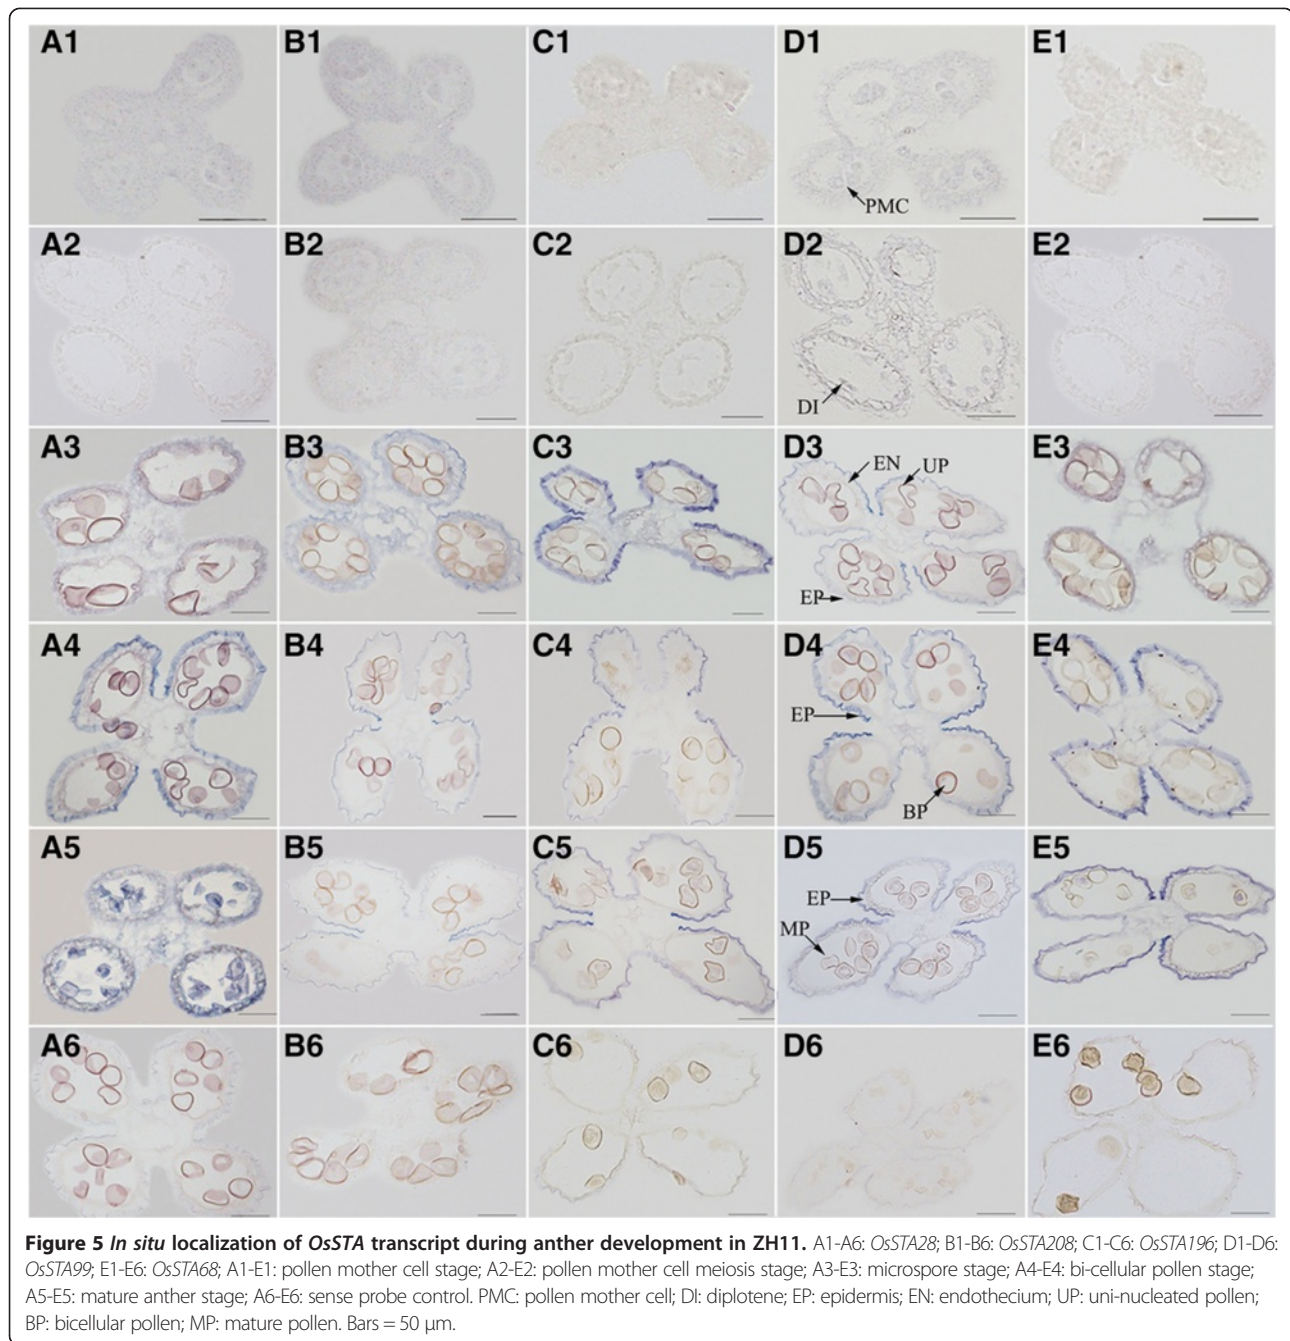 A1 B1 C1 D1 E1
PMC
A2 B2 C2 D2 E2
DI
A3 B3 C3 D3 E3
EN UP
EP
A4 B4 C4 D4 E4
EP
BP
A5 B5 C5 D5 E5
EP
MP
A6 B6 C6 D6 E6
Figure 5 In situ localization of OsSTA transcript during anther development in ZH11. A1-A6: OsSTA28; B1-B6: OsSTA208; C1-C6: OsSTA196; D1-D6:
OsSTA99; E1-E6: OsSTA68; A1-E1: pollen mother cell stage; A2-E2: pollen mother cell meiosis stage; A3-E3: microspore stage; A4-E4: bi-cellular pollen stage;
A5-E5: mature anther stage; A6-E6: sense probe control. PMC: pollen mother cell; DI: diplotene; EP: epidermis; EN: endothecium; UP: uni-nucleated pollen;
BP: bicellular pollen; MP: mature pollen. Bars = 50 μm.